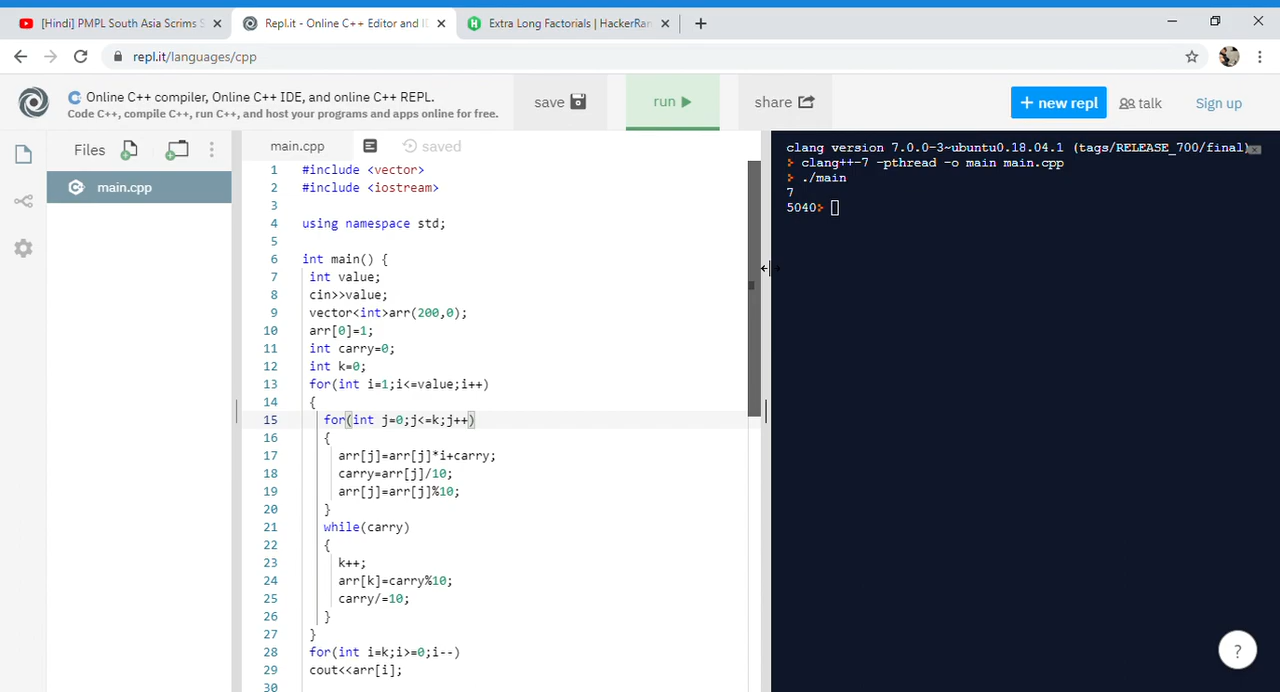 [Hindi] PMPL South Asia Scrims S
Repl.it - Online C++ Editor and I
Extra Long Factorials | HackerRan
repl.it/languages/cpp
Online C++ compiler, Online C++ IDE, and online C++ REPL.
Code C++, compile C++, run C++, and host your programs and apps online for free.
save
run
share
+ new repl
talk
Sign up
Files
main.cpp
main.cpp
saved
1 #include <vector>
2 #include <iostream>
3
4 using namespace std;
5
6 int main() {
7 int value;
8 cin>>value;
9 vector<int>arr(200,0);
10 arr[0]=1;
11 int carry=0;
12 int k=0;
13 for(int i=1;i<=value;i++)
14 {
15 for(int j=0;j<=k;j++)
16 {
17 arr[j]=arr[j]*i+carry;
18 carry=arr[j]/10;
19 arr[j]=arr[j]%10;
20 }
21 while(carry)
22 {
23 k++;
24 arr[k]=carry%10;
25 carry/=10;
26 }
27 }
28 for(int i=k;i>=0;i--)
29 cout<<arr[i];
30
clang version 7.0.0-3~ubuntu0.18.04.1 (tags/RELEASE_700/final)
> clang++-7 -pthread -o main main.cpp
> ./main
7
5040>
?